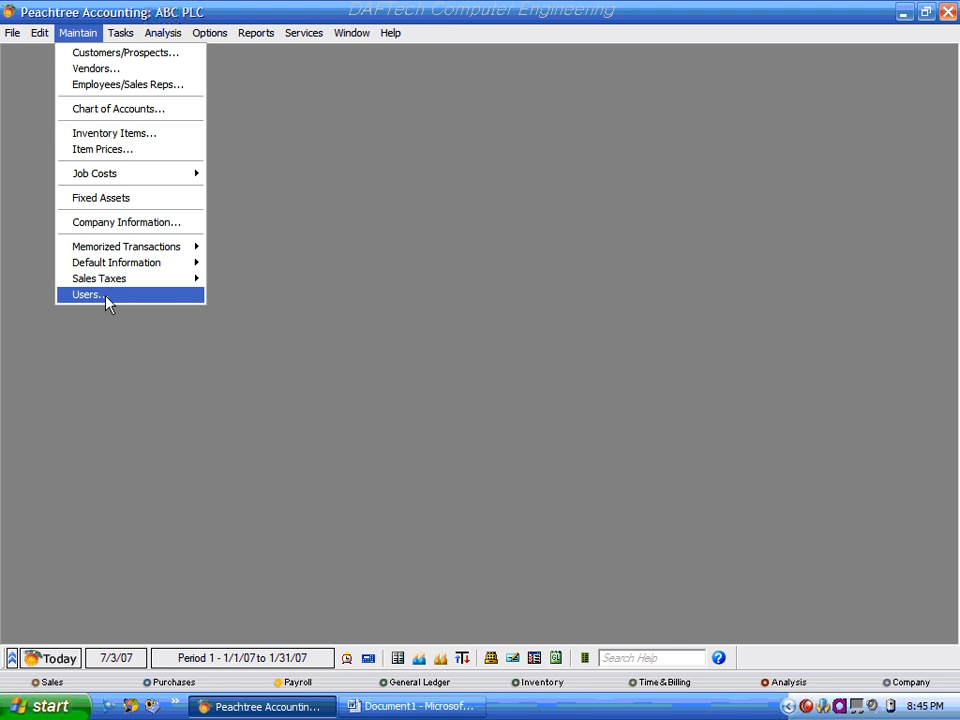 Peachtree Accounting: ABC PLC
DAFTech Computer Engineering
File Edit Maintain Tasks Analysis Options Reports Services Window Help
Customers/Prospects...
Vendors...
Employees/Sales Reps...
Chart of Accounts...
Inventory Items...
Item Prices...
Job Costs
Fixed Assets
Company Information...
Memorized Transactions
Default Information
Sales Taxes
Users...
Today 7/3/07 Period 1 - 1/1/07 to 1/31/07 Search Help
Sales Purchases Payroll General Ledger Inventory Time & Billing Analysis Company
start Peachtree Accountin... Document1 - Microsof... 8:45 PM